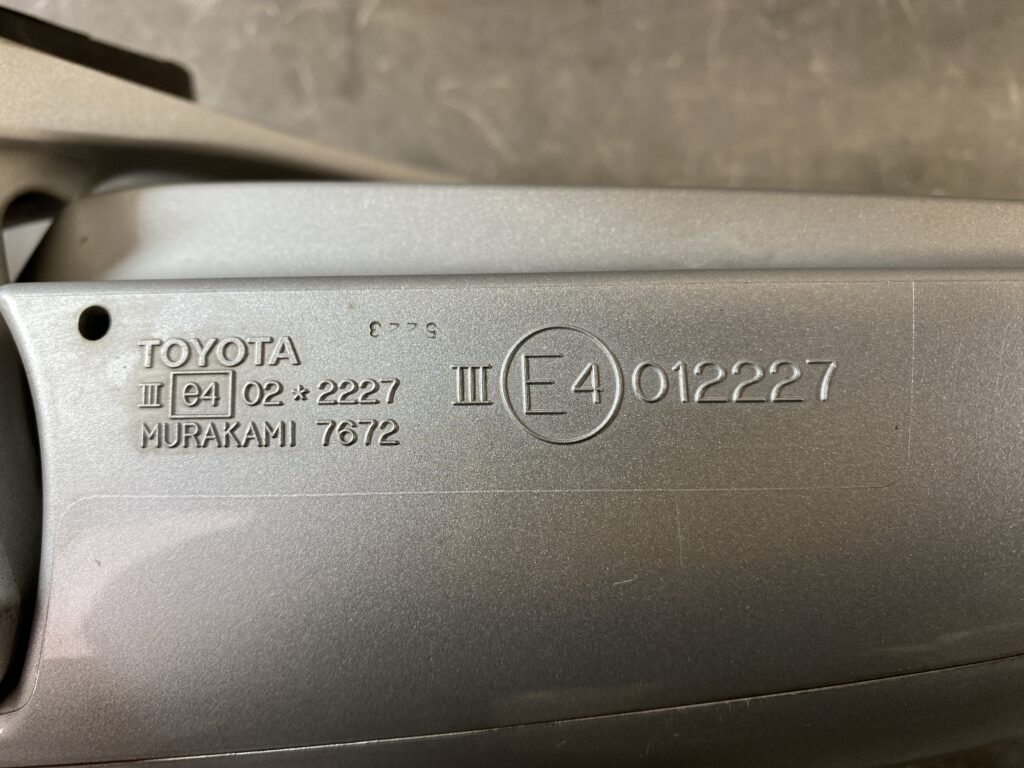 TOYOTA
III e4 02*2227
MURAKAMI 7672
III E4 012227